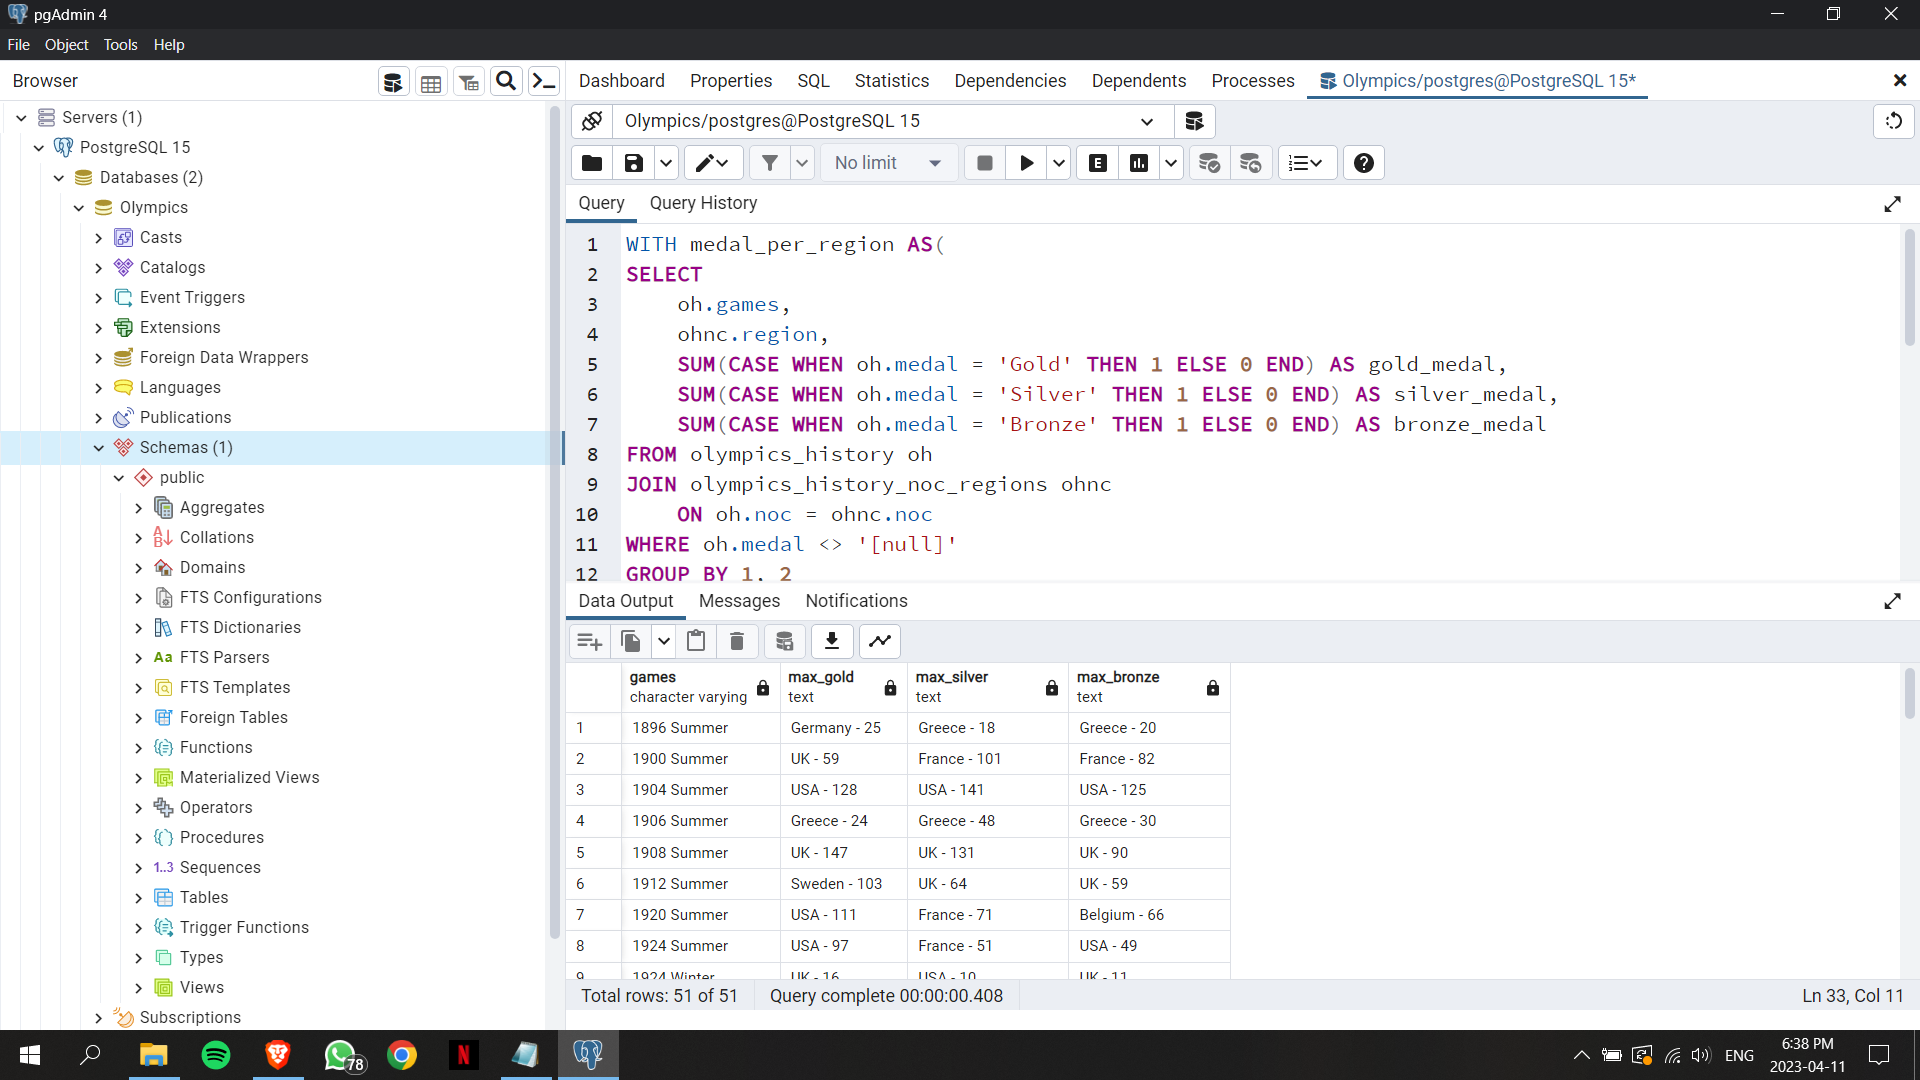 pgAdmin 4
File Object Tools Help
Browser
Servers (1)
PostgreSQL 15
Databases (2)
Olympics
Casts
Catalogs
Event Triggers
Extensions
Foreign Data Wrappers
Languages
Publications
Schemas (1)
public
Aggregates
Collations
Domains
FTS Configurations
FTS Dictionaries
Aa FTS Parsers
FTS Templates
Foreign Tables
Functions
Materialized Views
Operators
Procedures
1..3 Sequences
Tables
Trigger Functions
Types
Views
Subscriptions
Dashboard Properties SQL Statistics Dependencies Dependents Processes Olympics/postgres@PostgreSQL 15*
Olympics/postgres@PostgreSQL 15
No limit E
Query Query History
1 WITH medal_per_region AS(
2 SELECT
3 oh.games,
4 ohnc.region,
5 SUM(CASE WHEN oh.medal = 'Gold' THEN 1 ELSE 0 END) AS gold_medal,
6 SUM(CASE WHEN oh.medal = 'Silver' THEN 1 ELSE 0 END) AS silver_medal,
7 SUM(CASE WHEN oh.medal = 'Bronze' THEN 1 ELSE 0 END) AS bronze_medal
8 FROM olympics_history oh
9 JOIN olympics_history_noc_regions ohnc
10 ON oh.noc = ohnc.noc
11 WHERE oh.medal <> '[null]'
12 GROUP BY 1, 2
Data Output Messages Notifications
games max_gold max_silver max_bronze
character varying text text text
1 1896 Summer Germany - 25 Greece - 18 Greece - 20
2 1900 Summer UK - 59 France - 101 France - 82
3 1904 Summer USA - 128 USA - 141 USA - 125
4 1906 Summer Greece - 24 Greece - 48 Greece - 30
5 1908 Summer UK - 147 UK - 131 UK - 90
6 1912 Summer Sweden - 103 UK - 64 UK - 59
7 1920 Summer USA - 111 France - 71 Belgium - 66
8 1924 Summer USA - 97 France - 51 USA - 49
9 1924 Winter UK - 16 USA - 10 UK - 11
Total rows: 51 of 51 Query complete 00:00:00.408 Ln 33, Col 11
78 N ENG 6:38 PM
2023-04-11